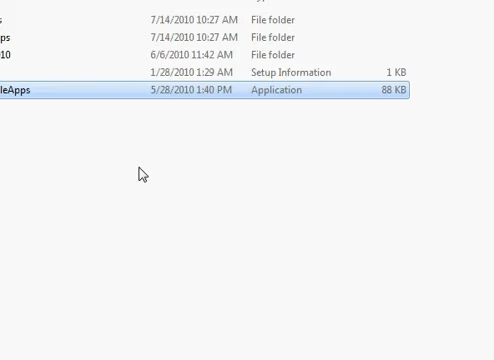 s 7/14/2010 10:27 AM File folder
ps 7/14/2010 10:27 AM File folder
10 6/6/2010 11:42 AM File folder
1/28/2010 1:29 AM Setup Information 1 KB
leApps 5/28/2010 1:40 PM Application 88 KB